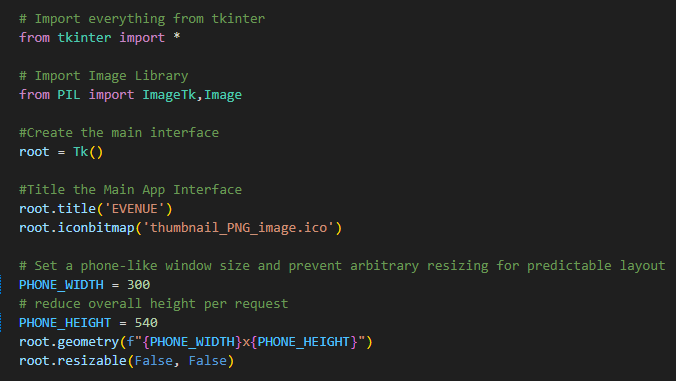 # Import everything from tkinter
from tkinter import *
# Import Image Library
from PIL import ImageTk,Image
#Create the main interface
root = Tk()
#Title the Main App Interface
root.title('EVENUE')
root.iconbitmap('thumbnail_PNG_image.ico')
# Set a phone-like window size and prevent arbitrary resizing for predictable layout
PHONE_WIDTH = 300
# reduce overall height per request
PHONE_HEIGHT = 540
root.geometry(f"{PHONE_WIDTH}x{PHONE_HEIGHT}")
root.resizable(False, False)